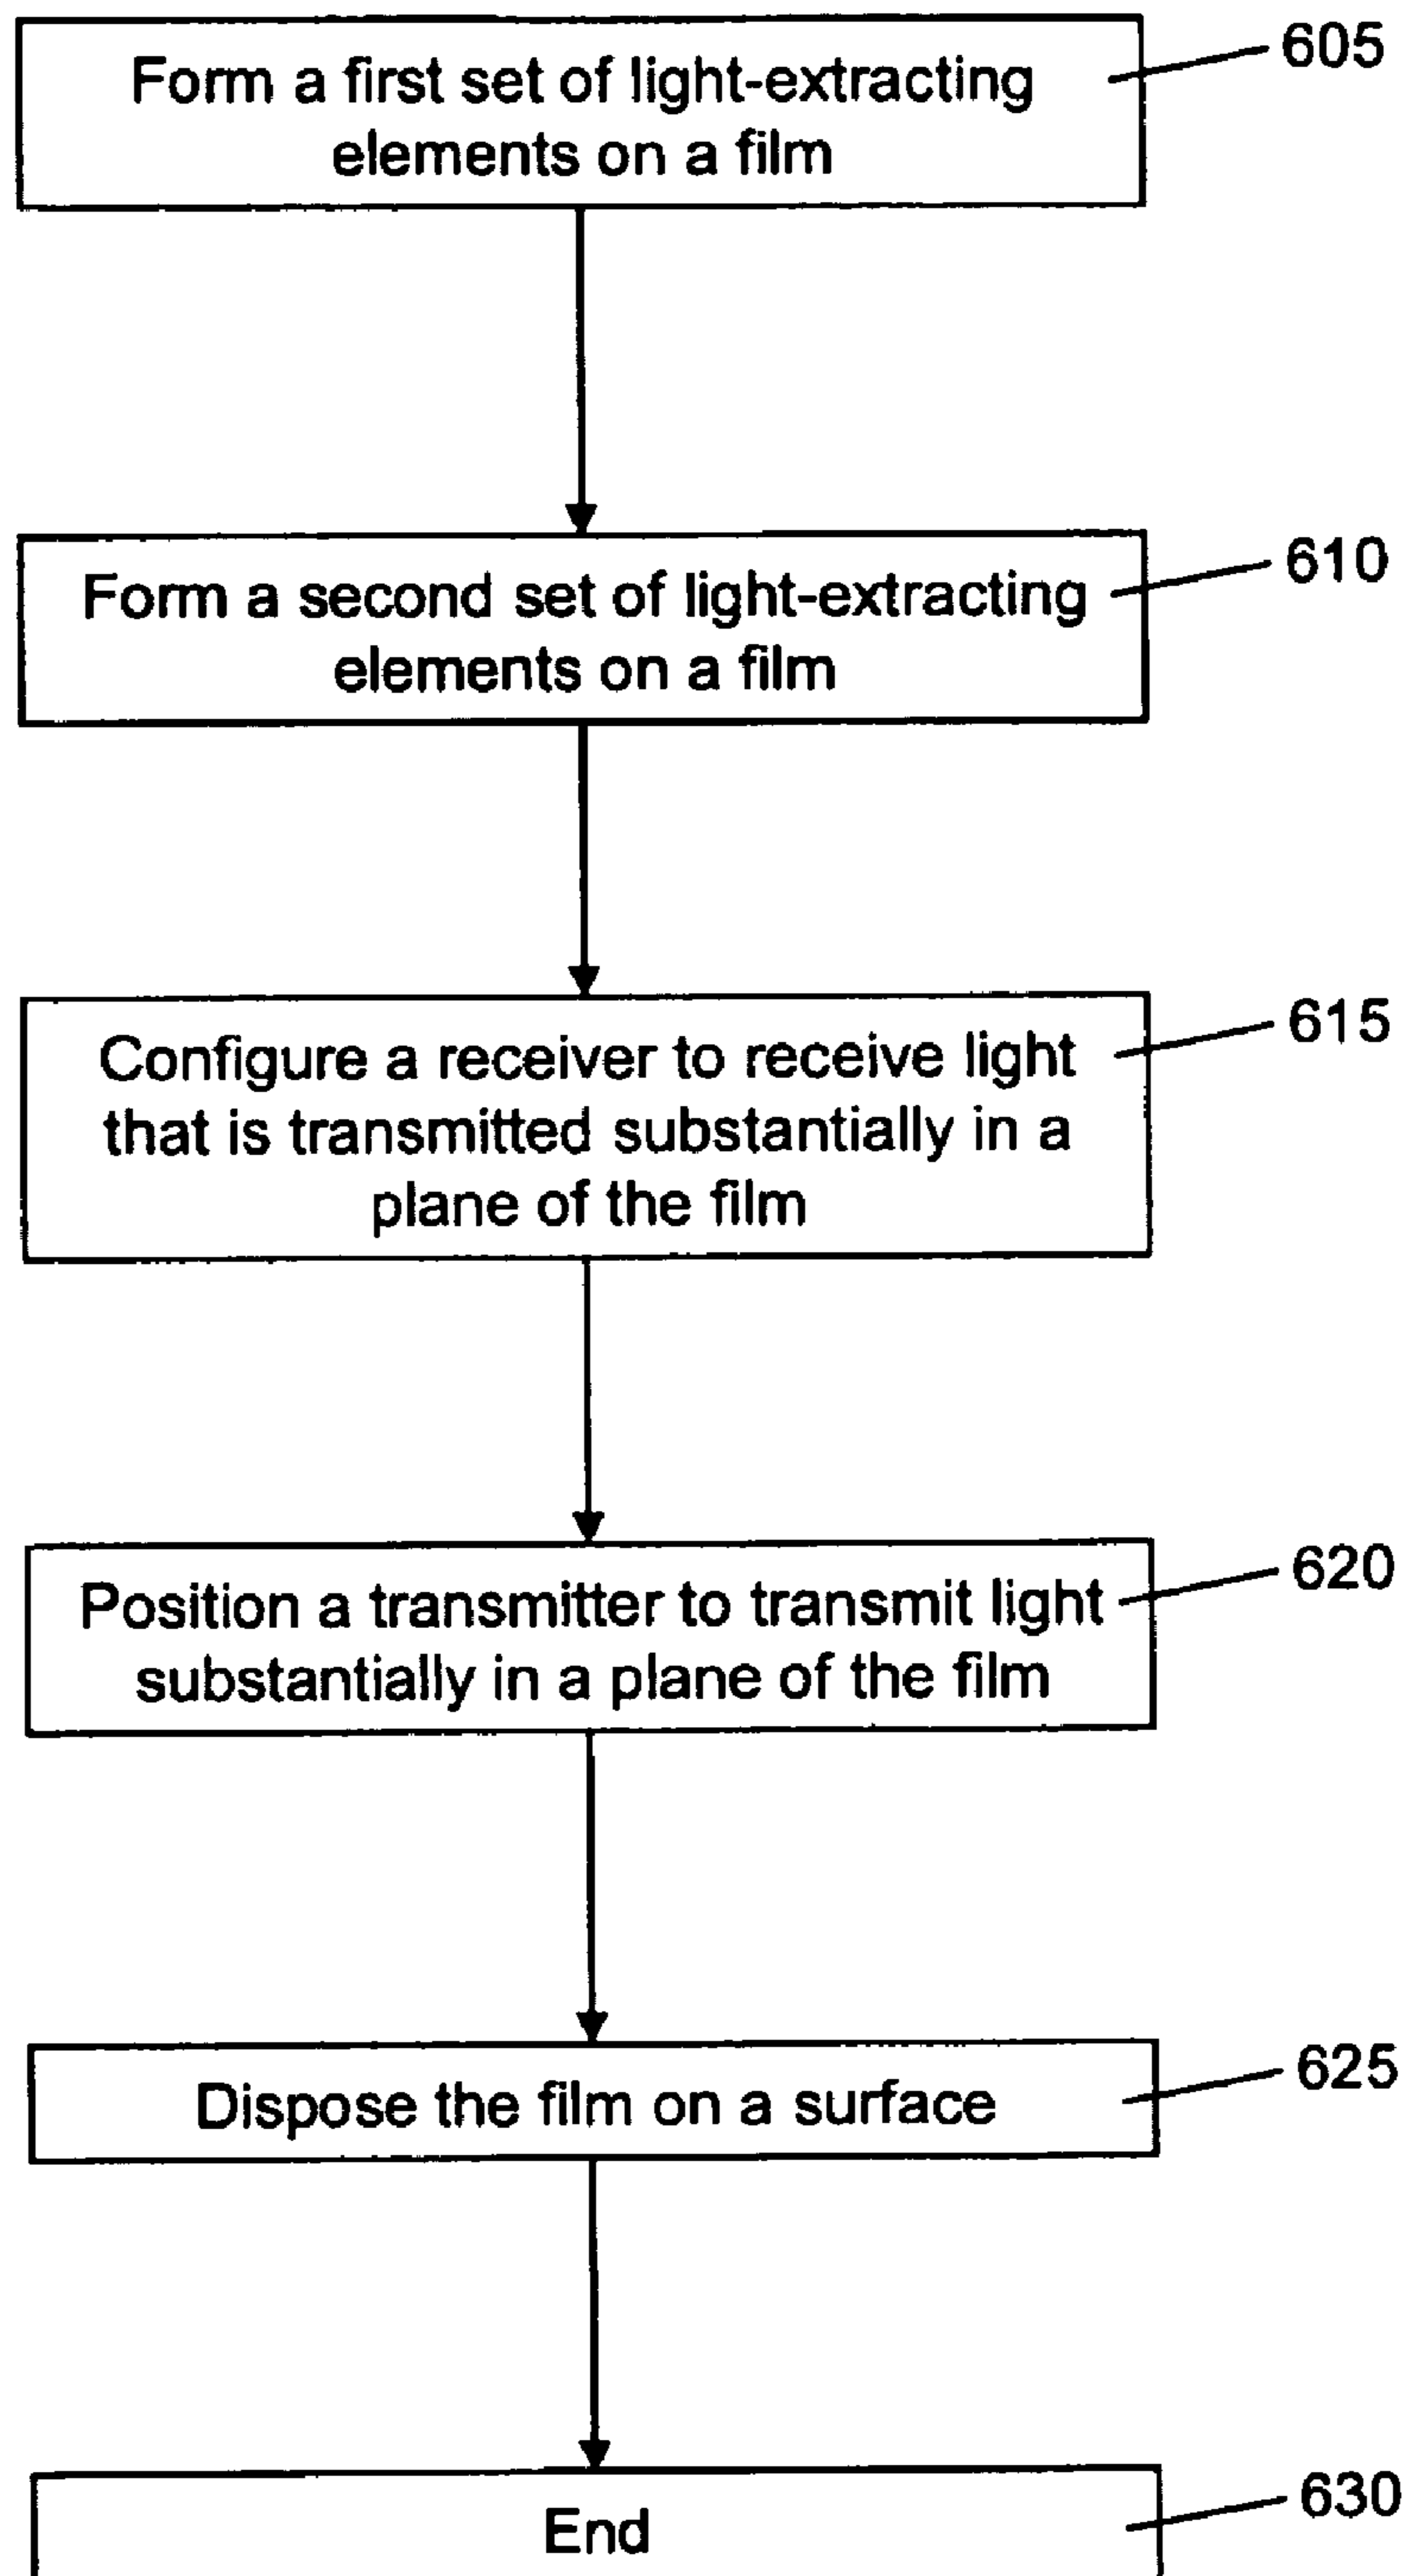 Form a first set of light-extracting
elements on a film
605
Form a second set of light-extracting
elements on a film
610
Configure a receiver to receive light
that is transmitted substantially in a
plane of the film
615
Position a transmitter to transmit light
substantially in a plane of the film
620
Dispose the film on a surface
625
End
630